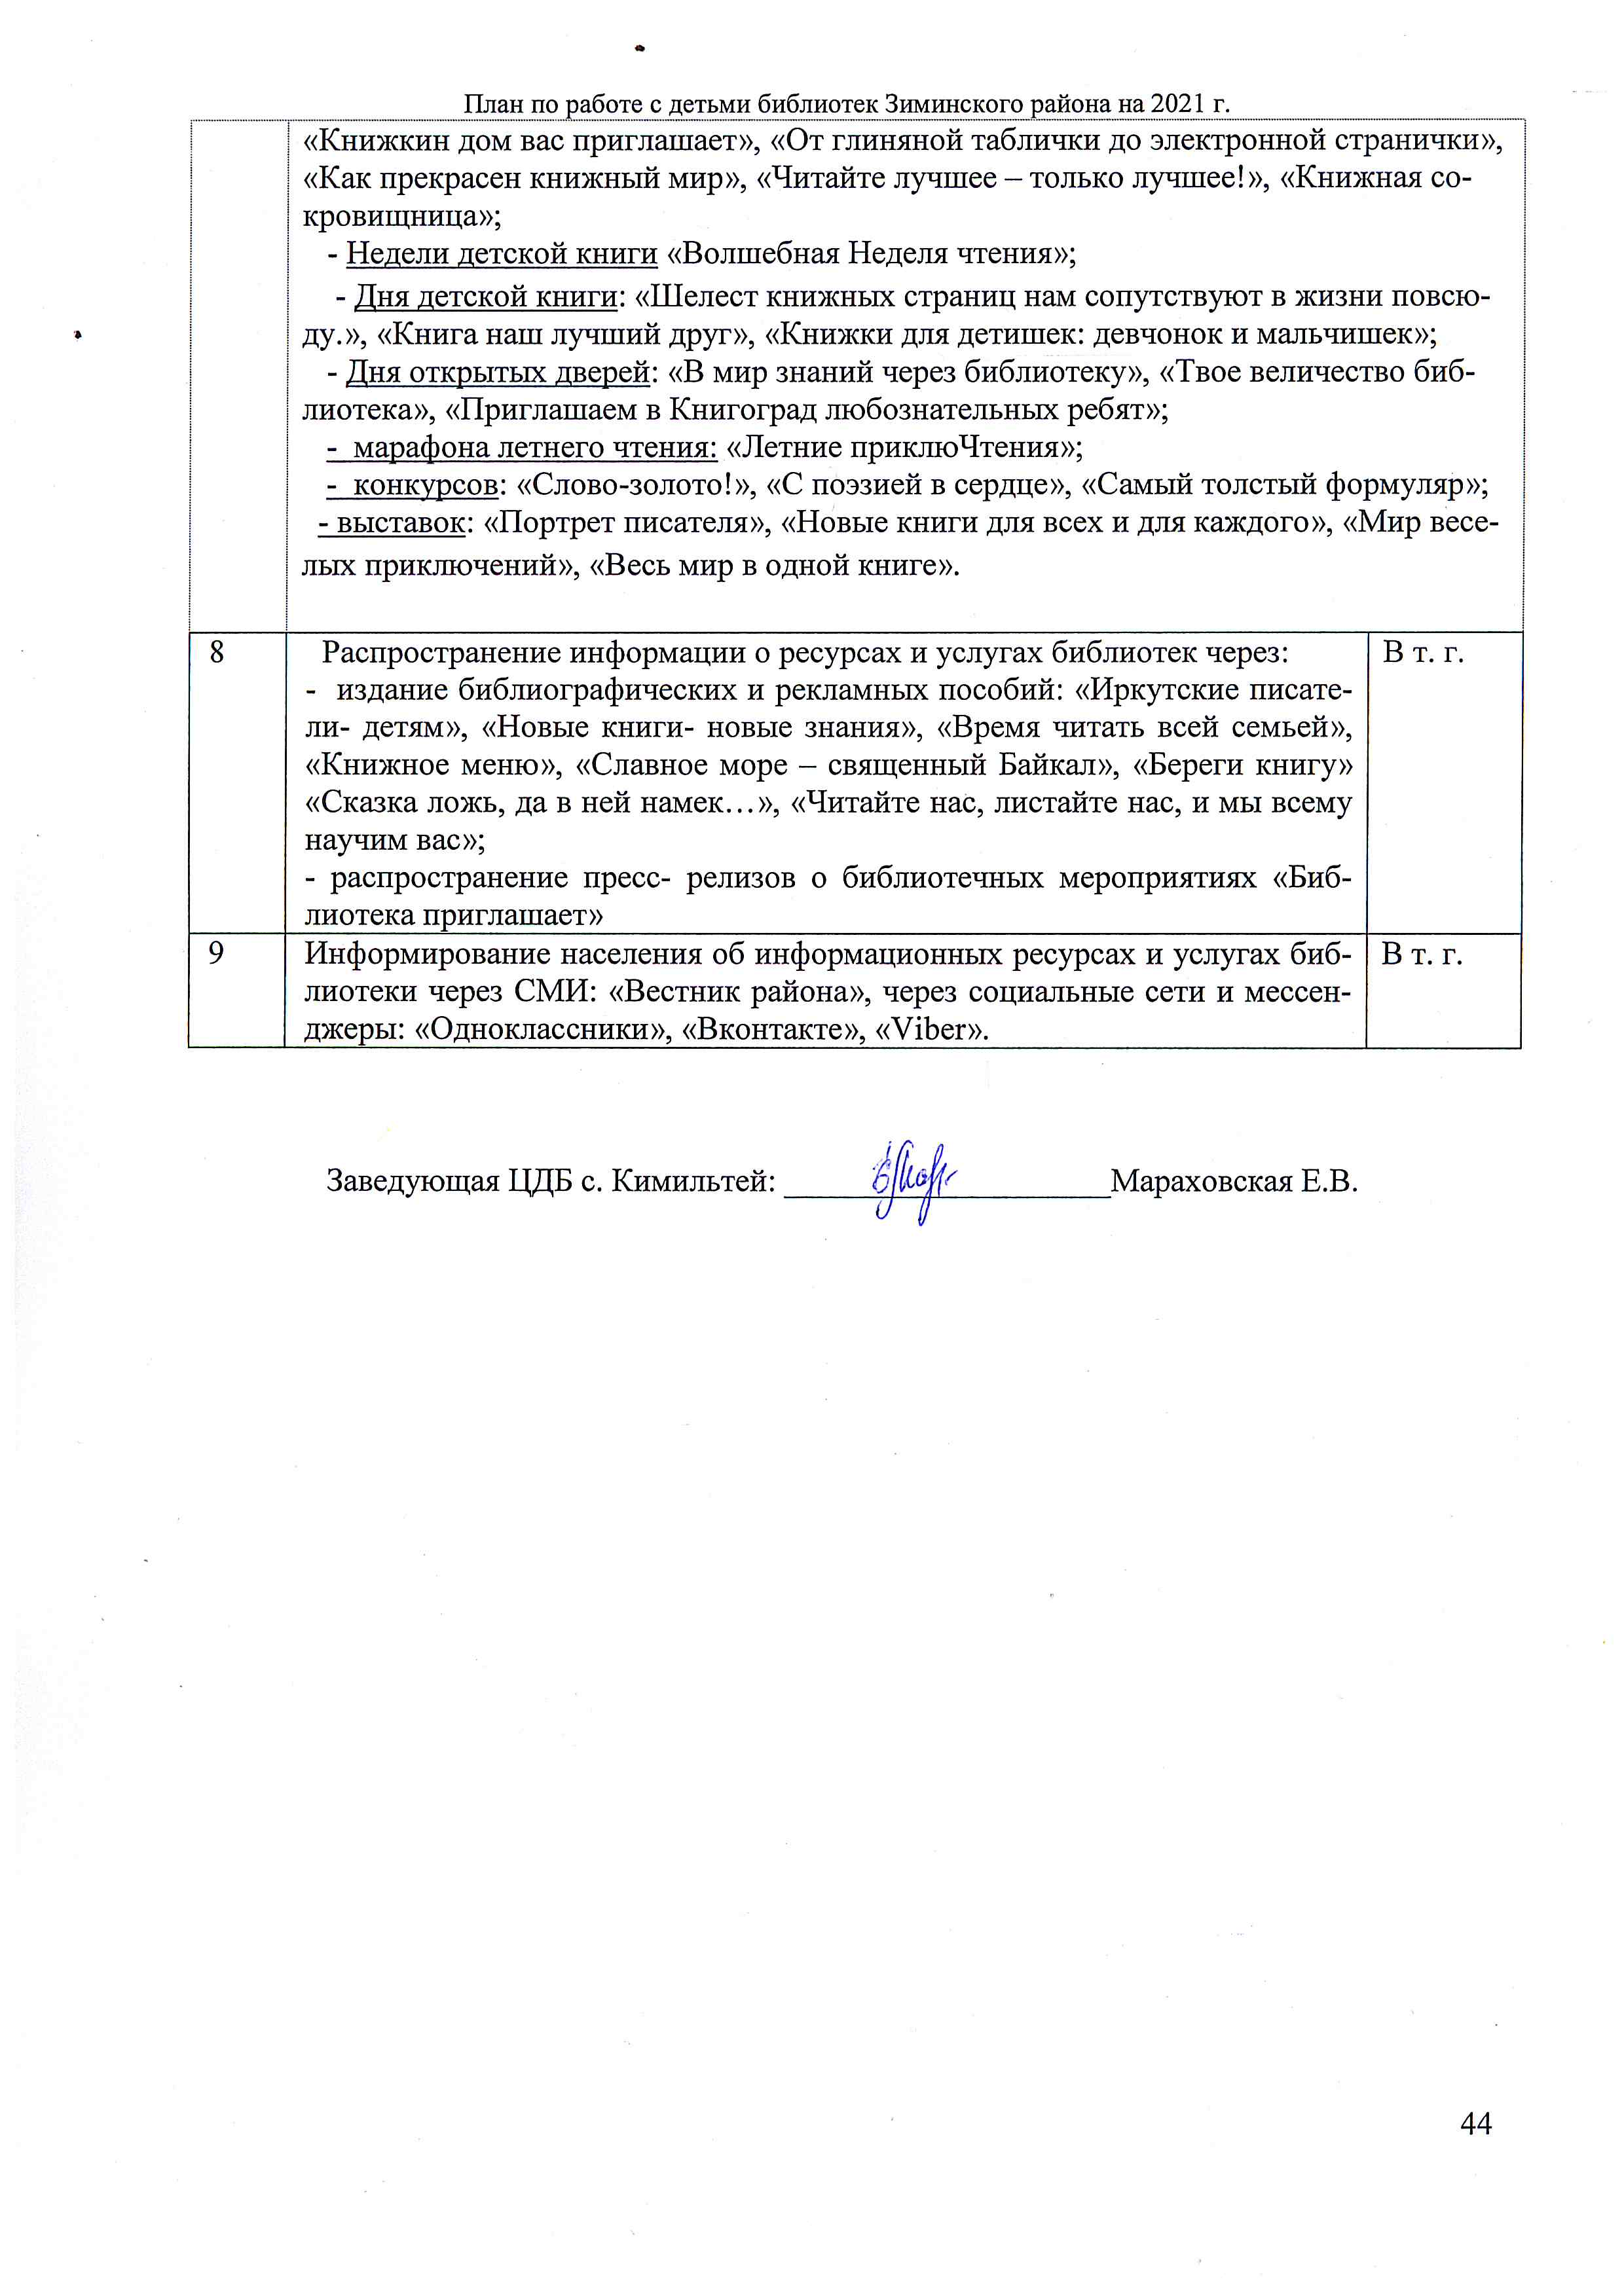 План по работе с детьми библиотек Зиминского района на 2021 г.
«Книжкин дом вас приглашает», «От глиняной таблички до электронной странички»,
«Как прекрасен книжный мир», «Читайте лучшее – только лучшее!», «Книжная со-
кровищница»;
- Недели детской книги «Волшебная Неделя чтения»;
- Дня детской книги: «Шелест книжных страниц нам сопутствуют в жизни повсю-
ду.», «Книга наш лучший друг», «Книжки для детишек: девчонок и мальчишек»;
- Дня открытых дверей: «В мир знаний через библиотеку», «Твое величество биб-
лиотека», «Приглашаем в Книгоград любознательных ребят»;
- марафона летнего чтения: «Летние приклюЧтения»;
- конкурсов: «Слово-золото!», «С поэзией в сердце», «Самый толстый формуляр»;
- выставок: «Портрет писателя», «Новые книги для всех и для каждого», «Мир весе-
лых приключений», «Весь мир в одной книге».
8 Распространение информации о ресурсах и услугах библиотек через: В т. г.
- издание библиографических и рекламных пособий: «Иркутские писате-
ли- детям», «Новые книги- новые знания», «Время читать всей семьей»,
«Книжное меню», «Славное море – священный Байкал», «Береги книгу»
«Сказка ложь, да в ней намек…», «Читайте нас, листайте нас, и мы всему
научим вас»;
- распространение пресс- релизов о библиотечных мероприятиях «Биб-
лиотека приглашает»
9 Информирование населения об информационных ресурсах и услугах биб- В т. г.
лиотеки через СМИ: «Вестник района», через социальные сети и мессен-
джеры: «Одноклассники», «Вконтакте», «Viber».
Заведующая ЦДБ с. Кимильтей: Мараховская Е.В.
44